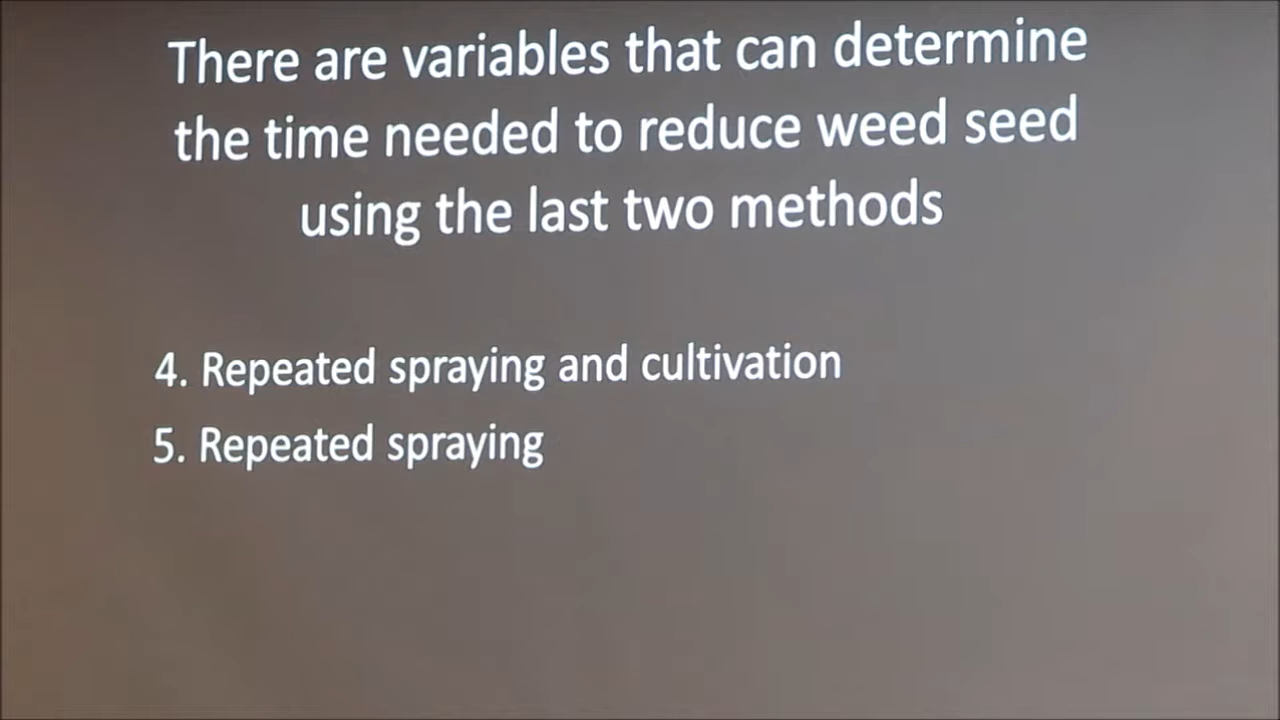 There are variables that can determine
the time needed to reduce weed seed
using the last two methods
4. Repeated spraying and cultivation
5. Repeated spraying